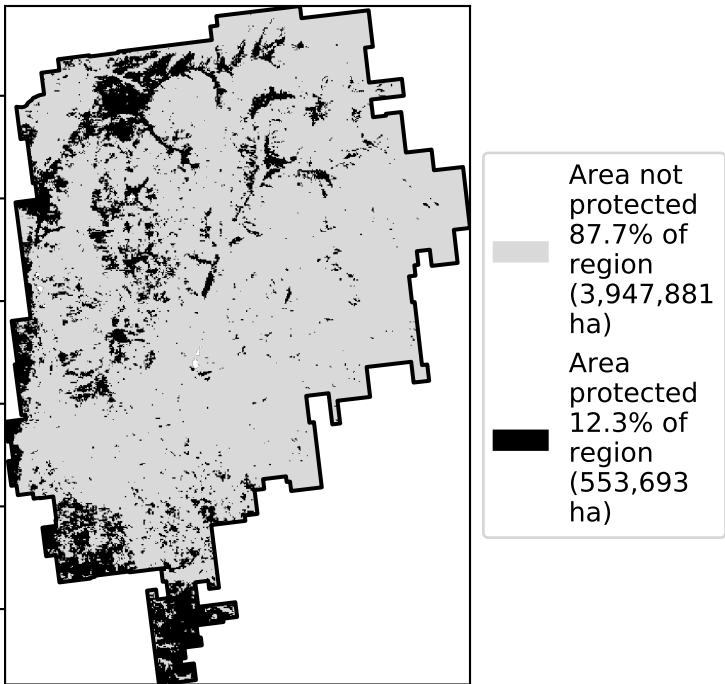 Area not
protected
87.7% of
region
(3,947,881
ha)
Area
protected
12.3% of
region
(553,693
ha)